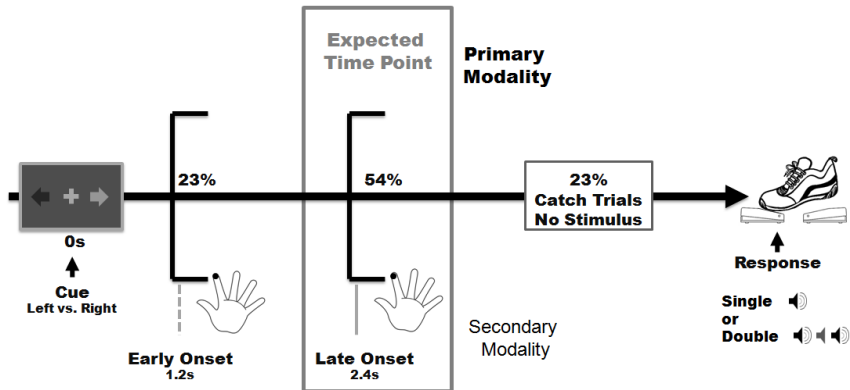 Expected
Time Point
Primary
Modality
23%
54%
23%
Catch Trials
No Stimulus
0s
Cue
Left vs. Right
Early Onset
1.2s
Late Onset
2.4s
Secondary
Modality
Response
Single
or
Double